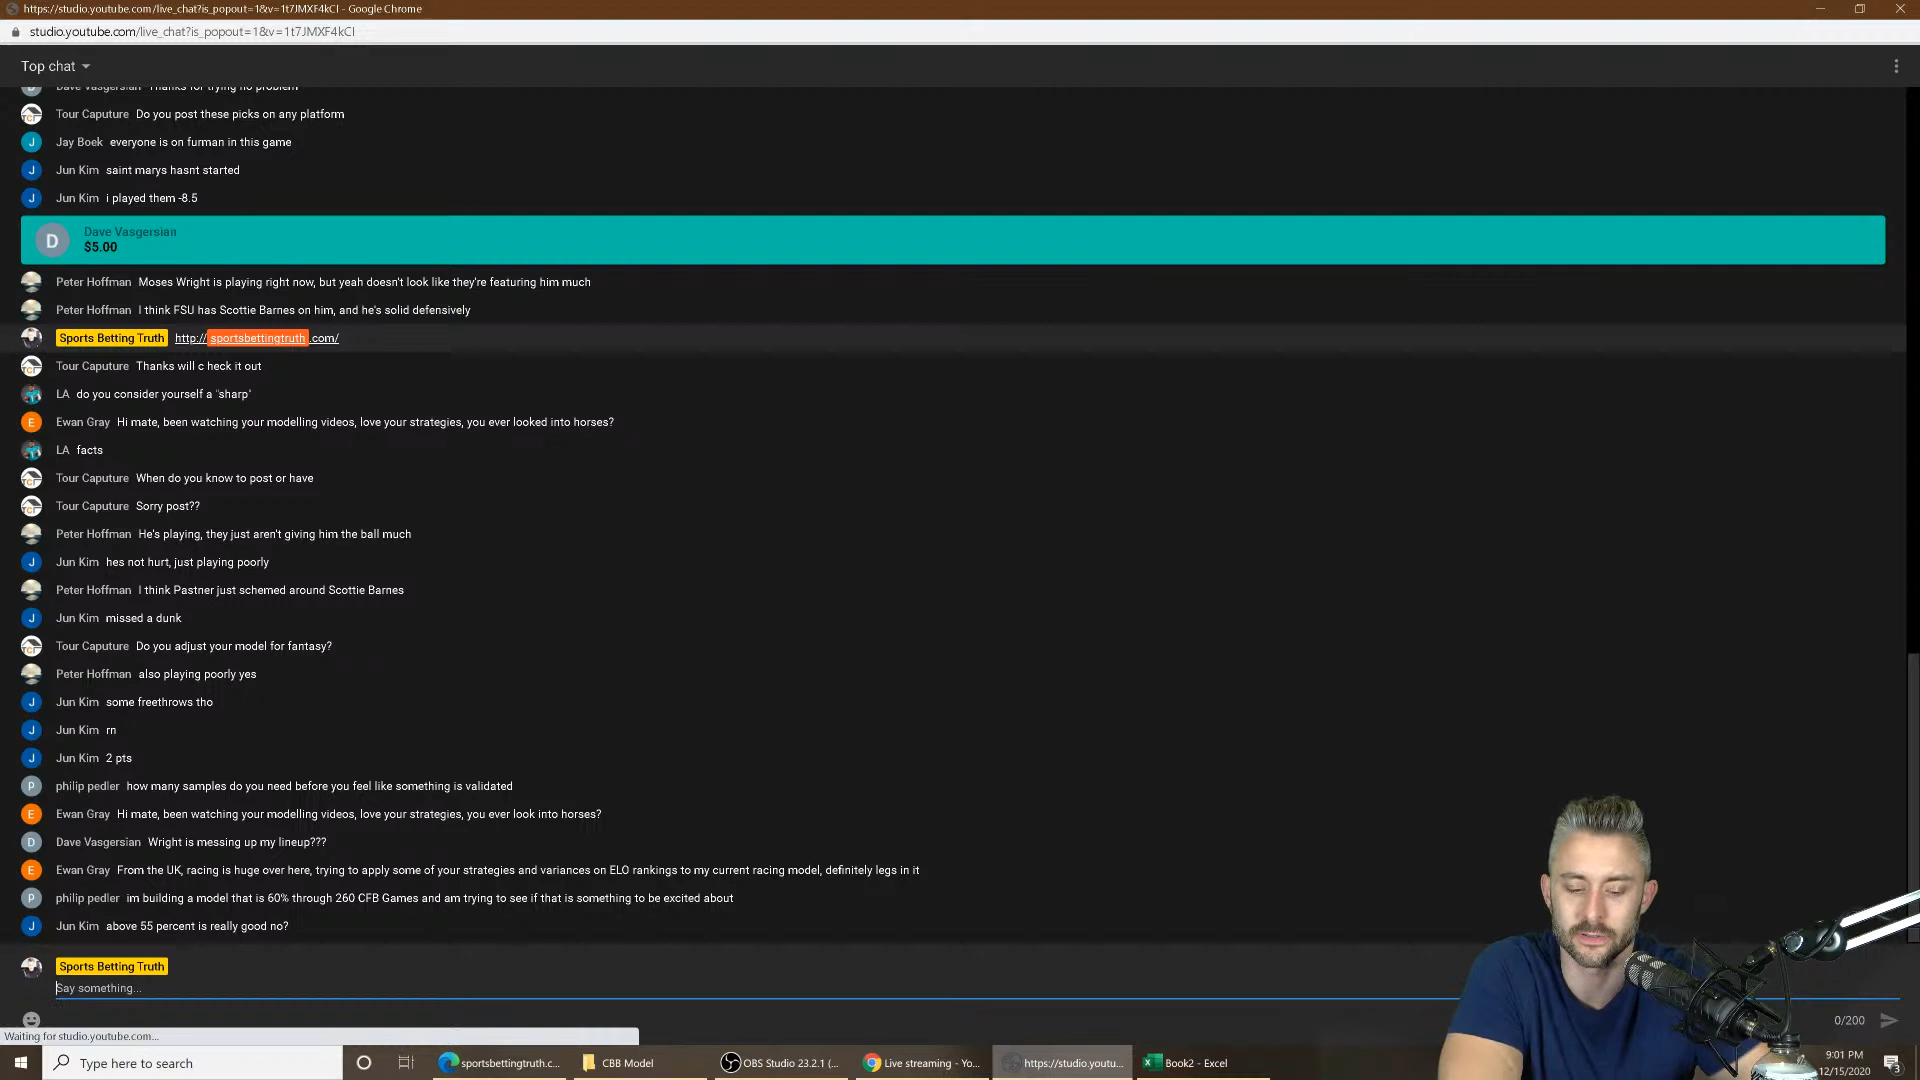 https://studio.youtube.com/live_chat?is_popout=1&v=1t7JMXF4kCI - Google Chrome
studio.youtube.com/live_chat?is_popout=1&v=1t7JMXF4kCI
Top chat
Dave Vasgersian Thanks for trying no problem
Tour Caputure Do you post these picks on any platform
J Jay Boek everyone is on furman in this game
J Jun Kim saint marys hasnt started
J Jun Kim i played them -8.5
D Dave Vasgersian
$5.00
Peter Hoffman Moses Wright is playing right now, but yeah doesn't look like they're featuring him much
Peter Hoffman I think FSU has Scottie Barnes on him, and he's solid defensively
Sports Betting Truth http://sportsbettingtruth.com/
Tour Caputure Thanks will c heck it out
LA do you consider yourself a "sharp"
E Ewan Gray Hi mate, been watching your modelling videos, love your strategies, you ever looked into horses?
LA facts
Tour Caputure When do you know to post or have
Tour Caputure Sorry post??
Peter Hoffman He's playing, they just aren't giving him the ball much
J Jun Kim hes not hurt, just playing poorly
Peter Hoffman I think Pastner just schemed around Scottie Barnes
J Jun Kim missed a dunk
Tour Caputure Do you adjust your model for fantasy?
Peter Hoffman also playing poorly yes
J Jun Kim some freethrows tho
J Jun Kim rn
J Jun Kim 2 pts
P philip pedler how many samples do you need before you feel like something is validated
E Ewan Gray Hi mate, been watching your modelling videos, love your strategies, you ever look into horses?
D Dave Vasgersian Wright is messing up my lineup???
E Ewan Gray From the UK, racing is huge over here, trying to apply some of your strategies and variances on ELO rankings to my current racing model, definitely legs in it
P philip pedler im building a model that is 60% through 260 CFB Games and am trying to see if that is something to be excited about
J Jun Kim above 55 percent is really good no?
Sports Betting Truth
Say something...
0/200
Waiting for studio.youtube.com...
Type here to search
sportsbettingtruth.c...
CBB Model
OBS Studio 23.2.1 (...
Live streaming - Yo...
https://studio.youtu...
Book2 - Excel
9:01 PM
12/15/2020
3